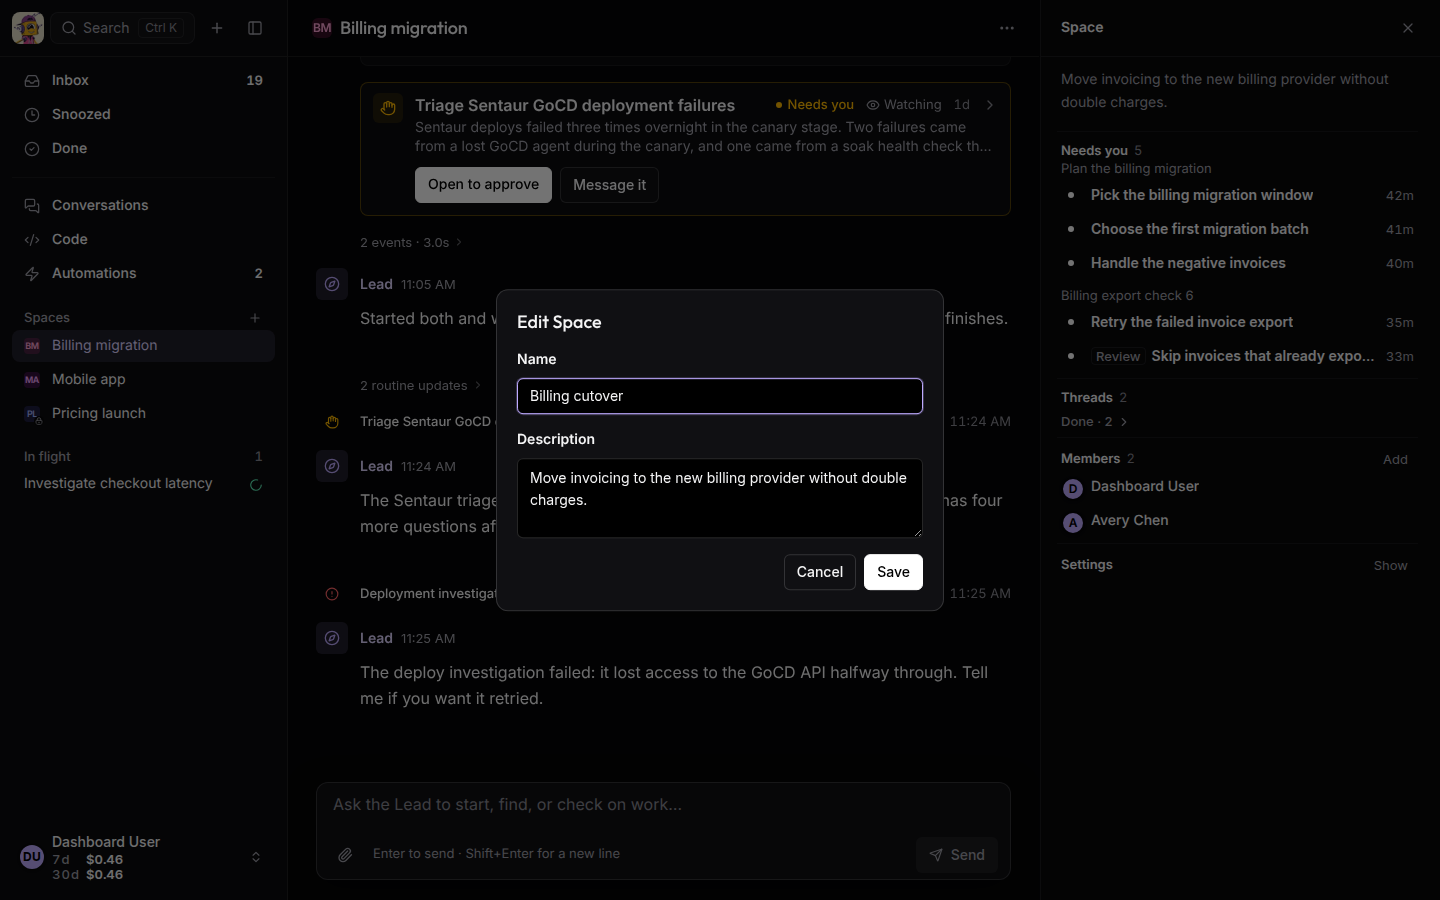 Search Ctrl K
Inbox 19
Snoozed
Done
Conversations
Code
Automations 2
Spaces
BM Billing migration
MA Mobile app
PL Pricing launch
In flight 1
Investigate checkout latency
DU Dashboard User
7d $0.46
30d $0.46
BM Billing migration
Triage Sentaur GoCD deployment failures Needs you Watching 1d
Sentaur deploys failed three times overnight in the canary stage. Two failures came
from a lost GoCD agent during the canary, and one came from a soak health check th...
Open to approve Message it
2 events · 3.0s
Lead 11:05 AM
Started both and finishes.
2 routine updates
Triage Sentaur GoCD 11:24 AM
Lead 11:24 AM
The Sentaur triage has four
more questions
Deployment 11:25 AM
Lead 11:25 AM
The deploy investigation failed: it lost access to the GoCD API halfway through. Tell
me if you want it retried.
Ask the Lead to start, find, or check on work...
Enter to send · Shift+Enter for a new line Send
Edit Space
Name
Billing cutover
Description
Move invoicing to the new billing provider without double
charges.
Cancel Save
Space
Move invoicing to the new billing provider without
double charges.
Needs you 5
Plan the billing migration
Pick the billing migration window 42m
Choose the first migration batch 41m
Handle the negative invoices 40m
Billing export check 6
Retry the failed invoice export 35m
Review Skip invoices that already expo... 33m
Threads 2
Done · 2
Members 2 Add
D Dashboard User
A Avery Chen
Settings Show